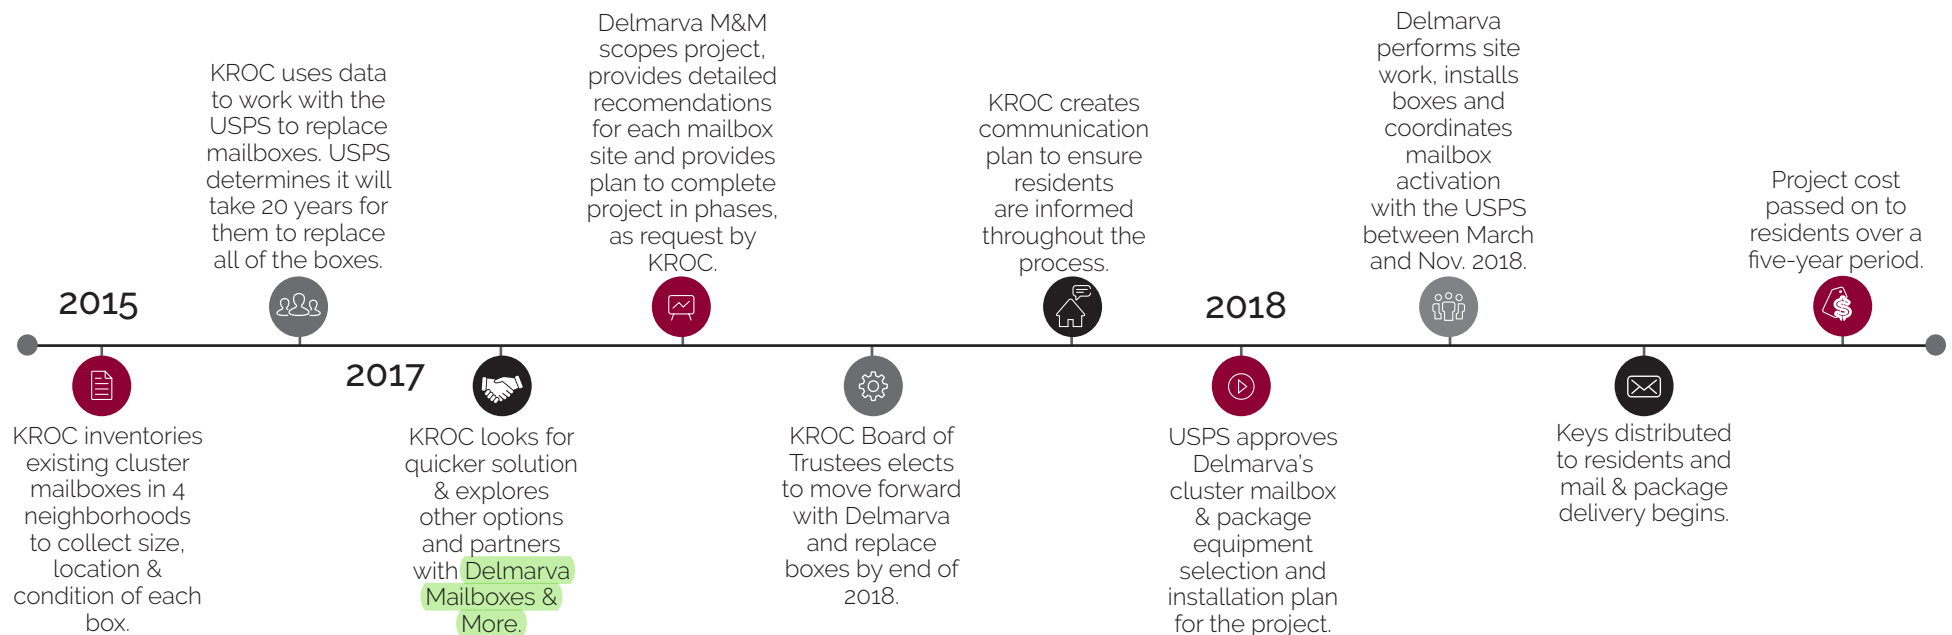 2015
KROC inventories
existing cluster
mailboxes in 4
neighborhoods
to collect size,
location &
condition of each
box.
KROC uses data
to work with the
USPS to replace
mailboxes. USPS
determines it will
take 20 years for
them to replace
all of the boxes.
2017
KROC looks for
quicker solution
& explores
other options
and partners
with Delmarva
Mailboxes &
More.
Delmarva M&M
scopes project,
provides detailed
recomendations
for each mailbox
site and provides
plan to complete
project in phases,
as request by
KROC.
KROC Board of
Trustees elects
to move forward
with Delmarva
and replace
boxes by end of
2018.
KROC creates
communication
plan to ensure
residents
are informed
throughout the
process.
2018
USPS approves
Delmarva's
cluster mailbox
& package
equipment
selection and
installation plan
for the project.
Delmarva
performs site
work, installs
boxes and
coordinates
mailbox
activation
with the USPS
between March
and Nov. 2018.
Keys distributed
to residents and
mail & package
delivery begins.
Project cost
passed on to
residents over a
five-year period.